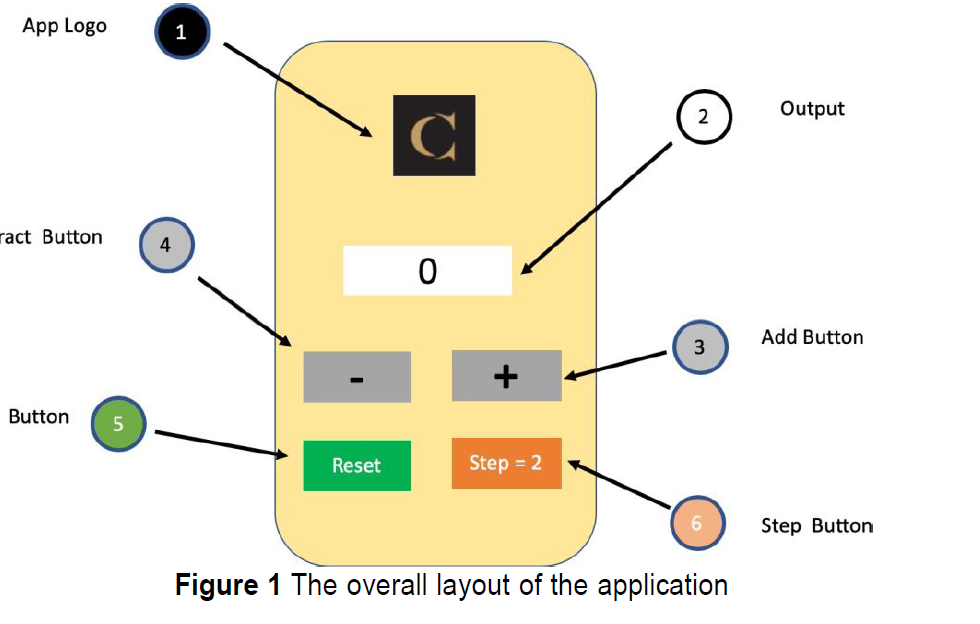 App Logo
1
C
2
Output
ract Button
4
0
3
Add Button
-
+
Button
5
Reset
Step = 2
6
Step Button
Figure 1 The overall layout of the application